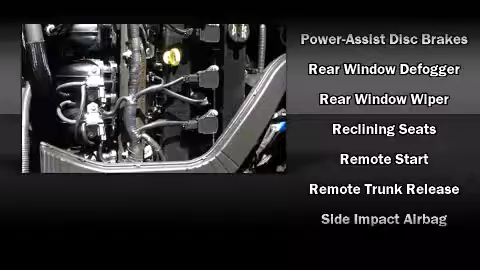 Power-Assist Disc Brakes
Rear Window Defogger
Rear Window Wiper
Reclining Seats
Remote Start
Remote Trunk Release
Side Impact Airbag